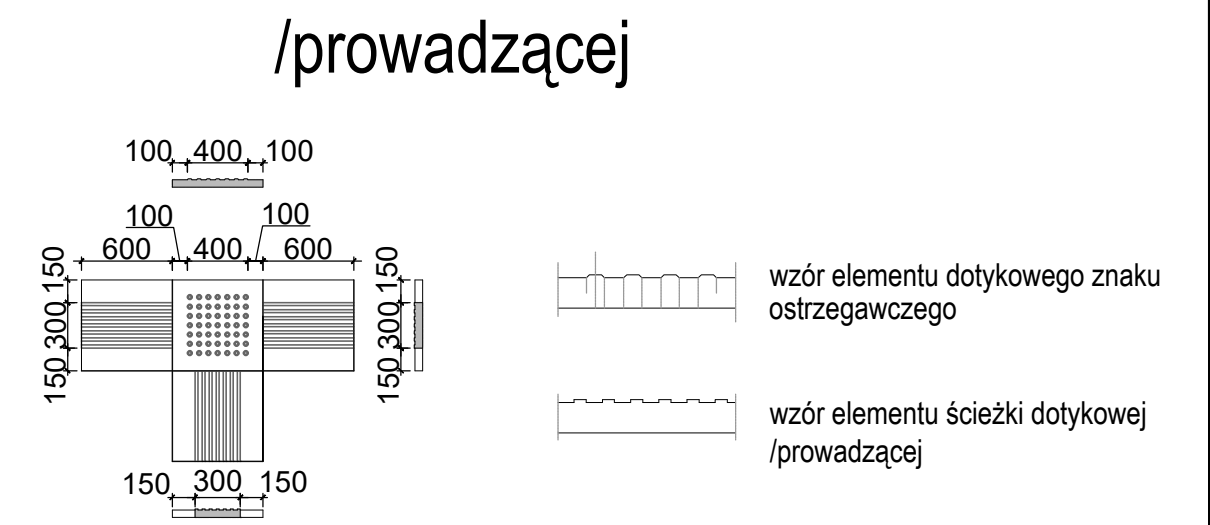 /prowadzącej
100 400 100
100 100
600 400 600
150 300 150
150 300 150
wzór elementu dotykowego znaku
ostrzegawczego
wzór elementu ścieżki dotykowej
/prowadzącej
150 300 150